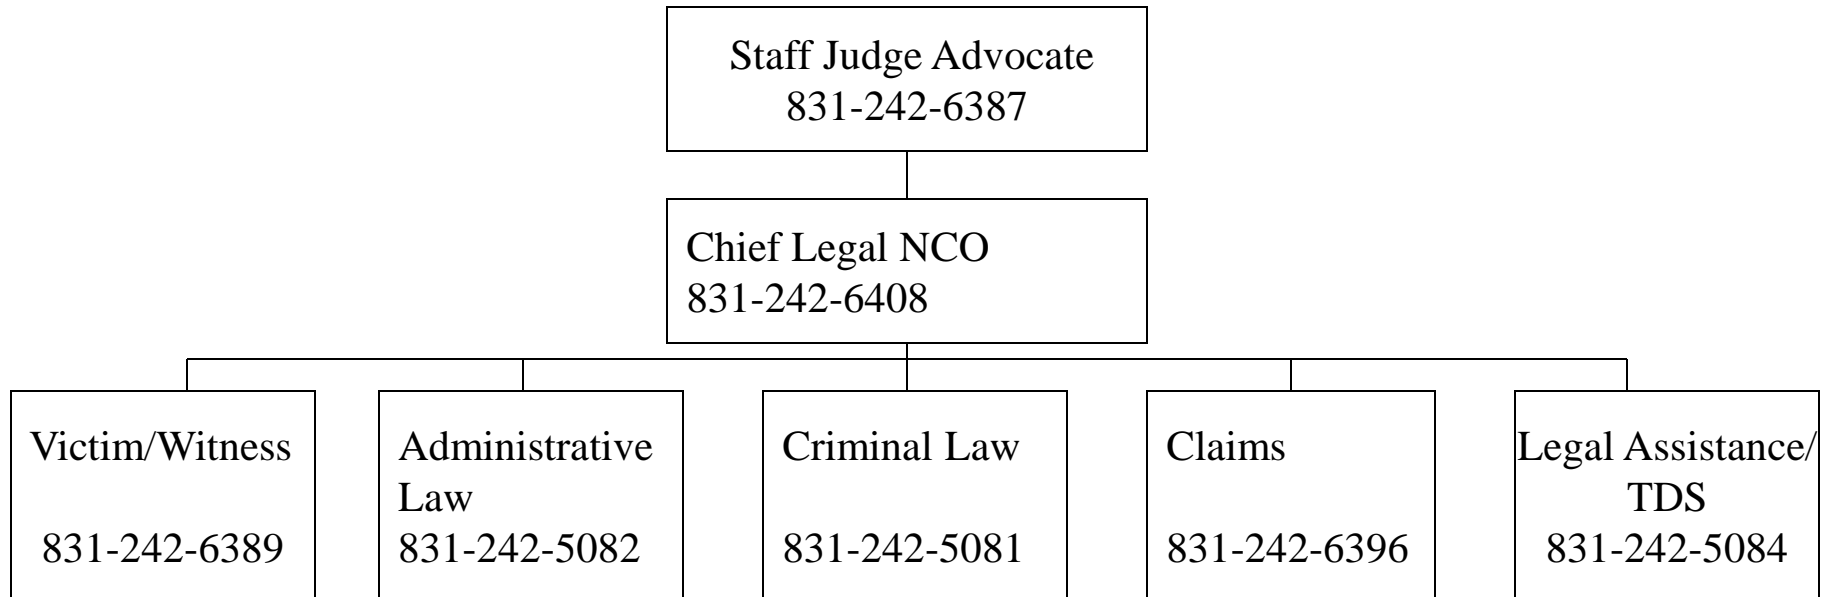 Staff Judge Advocate
831-242-6387
Chief Legal NCO
831-242-6408
Victim/Witness
831-242-6389
Administrative
Law
831-242-5082
Criminal Law
831-242-5081
Claims
831-242-6396
Legal Assistance/
TDS
831-242-5084